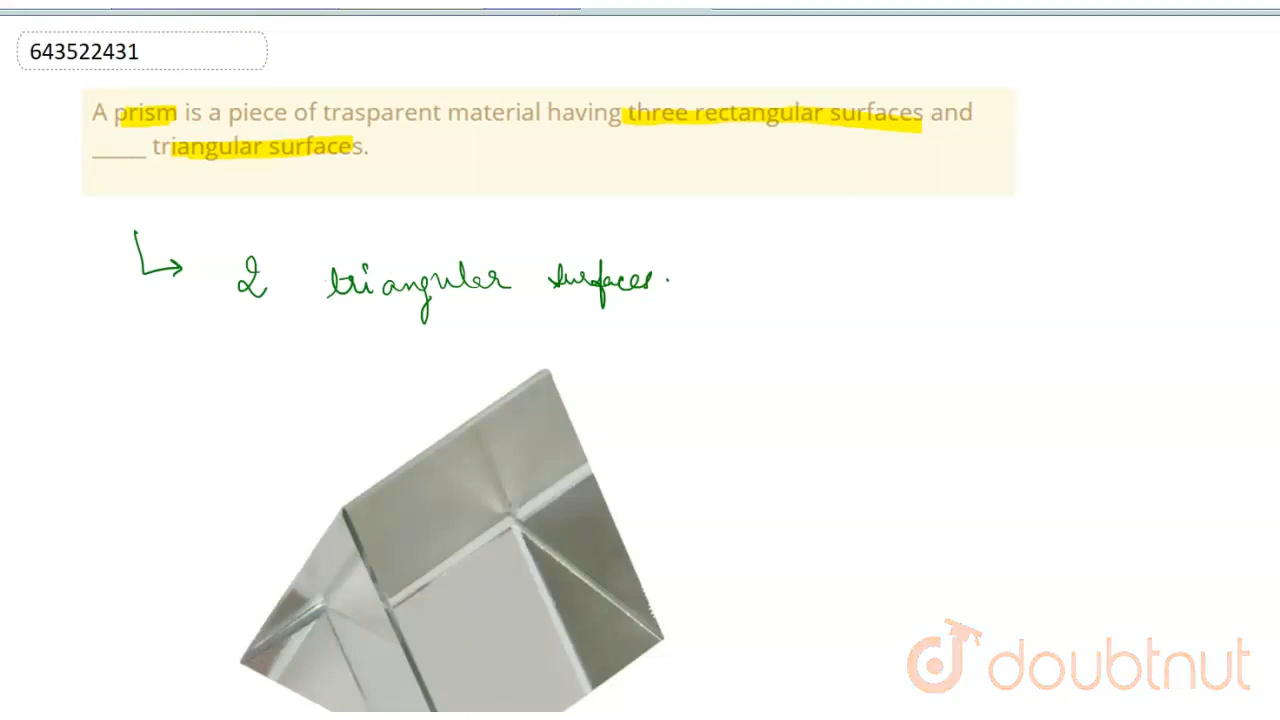 643522431
A prism is a piece of trasparent material having three rectangular surfaces and
_____ triangular surfaces.
2 triangular surfaces.
doubtnut